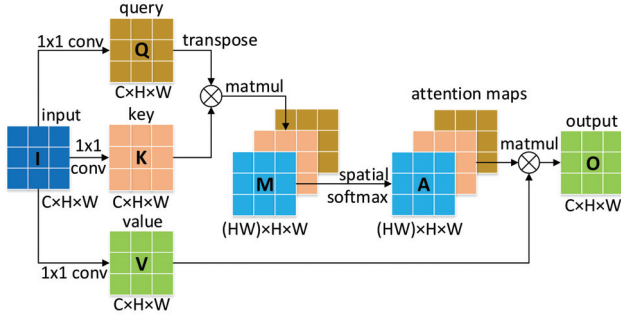 query
1x1 conv
Q
transpose
C×H×W
matmul
attention maps
input
key
output
I
1x1
conv
K
M
spatial
softmax
A
matmul
O
C×H×W
C×H×W
(HW)×H×W
(HW)×H×W
C×H×W
value
1x1 conv
V
C×H×W